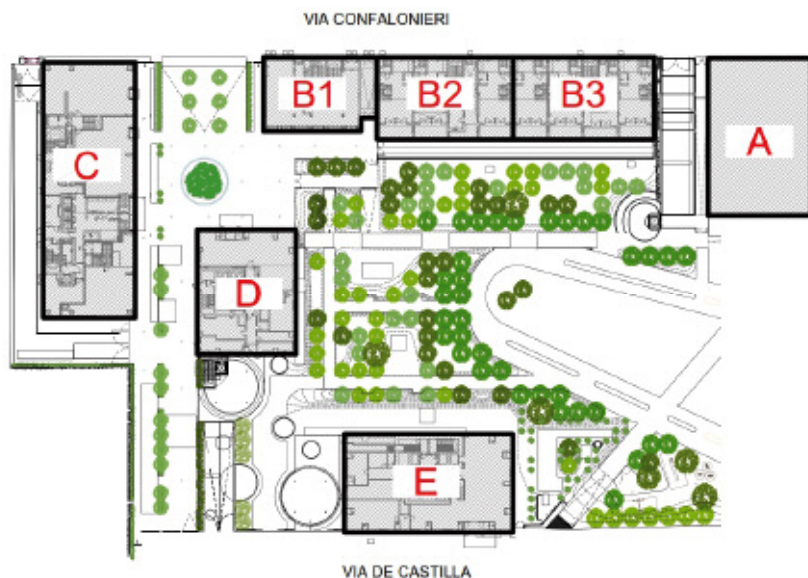 VIA CONFALONIERI
B1 B2 B3
A
C
D
E
VIA DE CASTILLA